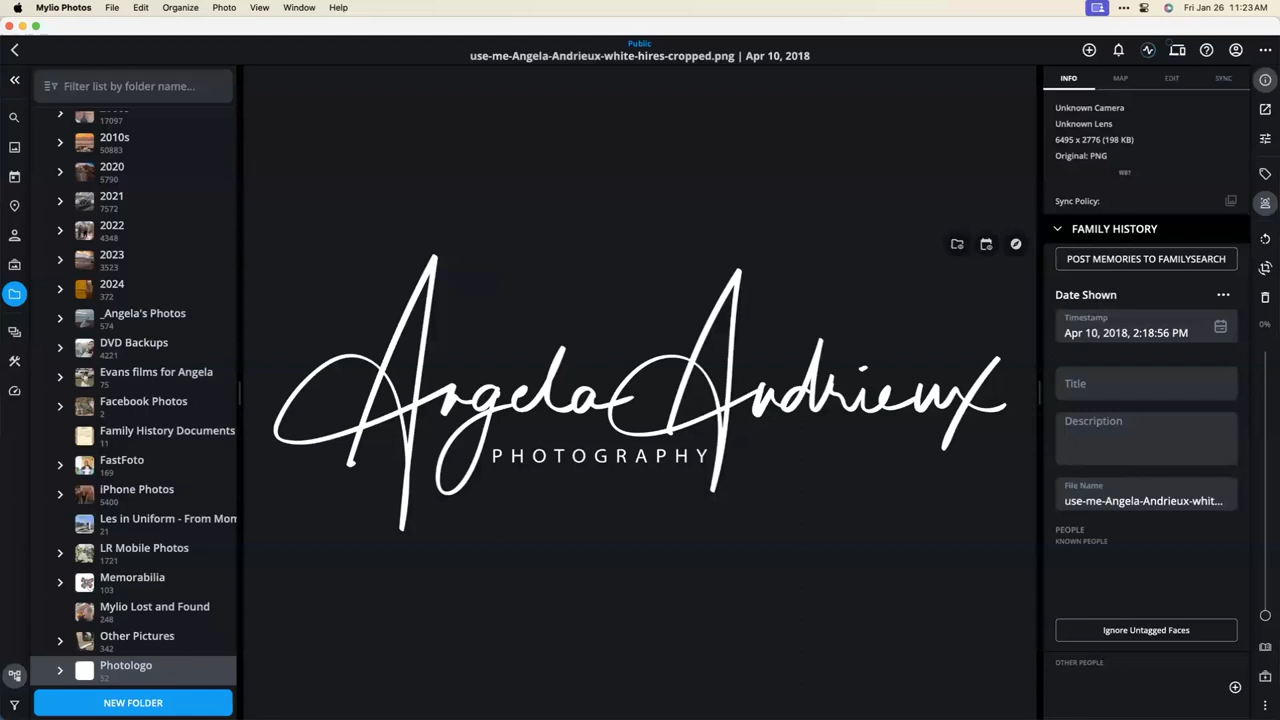 Mylio Photos File Edit Organize Photo View Window Help Fri Jan 26 11:23 AM
Public
use-me-Angela-Andrieux-white-hires-cropped.png | Apr 10, 2018
Filter list by folder name...
17097
2010s
50883
2020
5790
2021
7572
2022
4348
2023
3523
2024
372
_Angela's Photos
574
DVD Backups
4221
Evans films for Angela
75
Facebook Photos
2
Family History Documents
11
FastFoto
169
iPhone Photos
5400
Les in Uniform - From Mom
21
LR Mobile Photos
1721
Memorabilia
103
Mylio Lost and Found
248
Other Pictures
342
Photologo
52
NEW FOLDER
Angela Andrieux
PHOTOGRAPHY
INFO MAP EDIT SYNC
Unknown Camera
Unknown Lens
6495 x 2776 (198 KB)
Original: PNG
Sync Policy:
FAMILY HISTORY
POST MEMORIES TO FAMILYSEARCH
Date Shown
Timestamp
Apr 10, 2018, 2:18:56 PM
Title
Description
File Name
use-me-Angela-Andrieux-whit...
PEOPLE
KNOWN PEOPLE
Ignore Untagged Faces
OTHER PEOPLE
0%